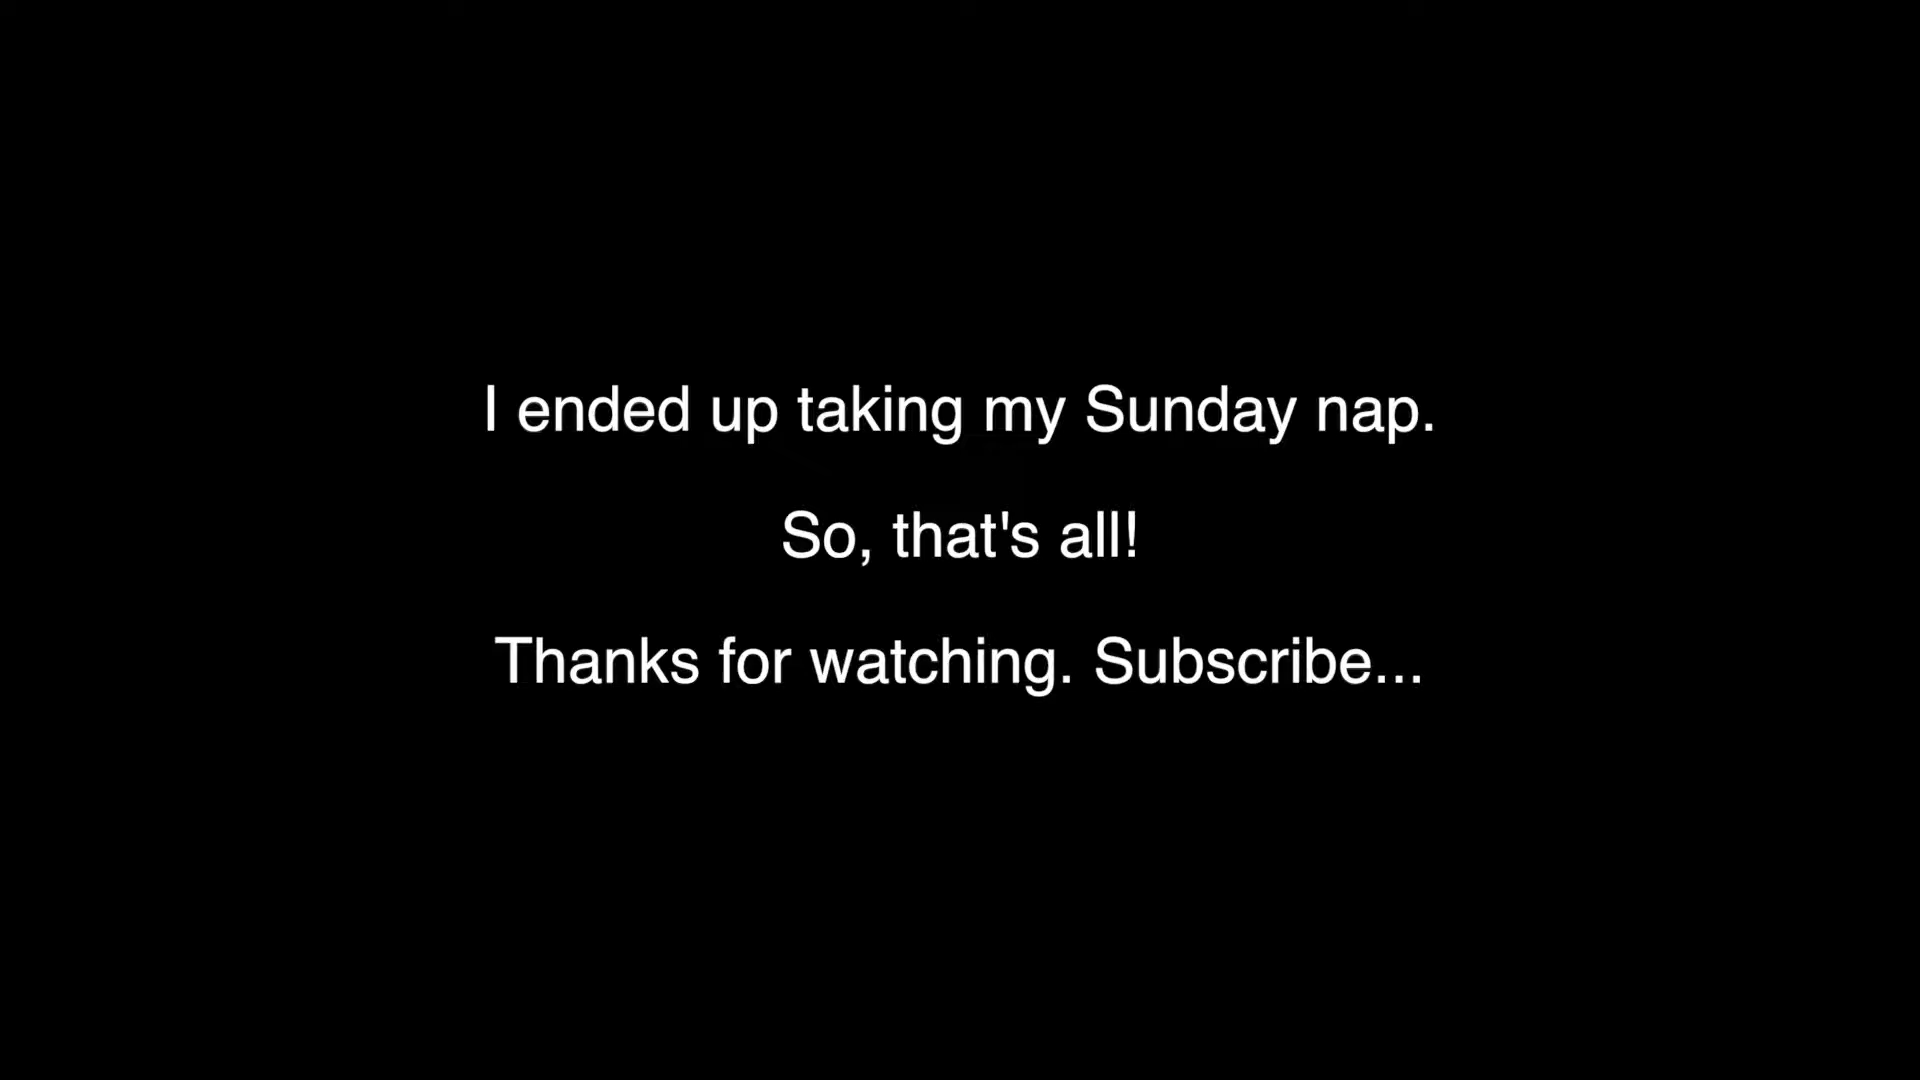 I ended up taking my Sunday nap.
So, that's all!
Thanks for watching. Subscribe...